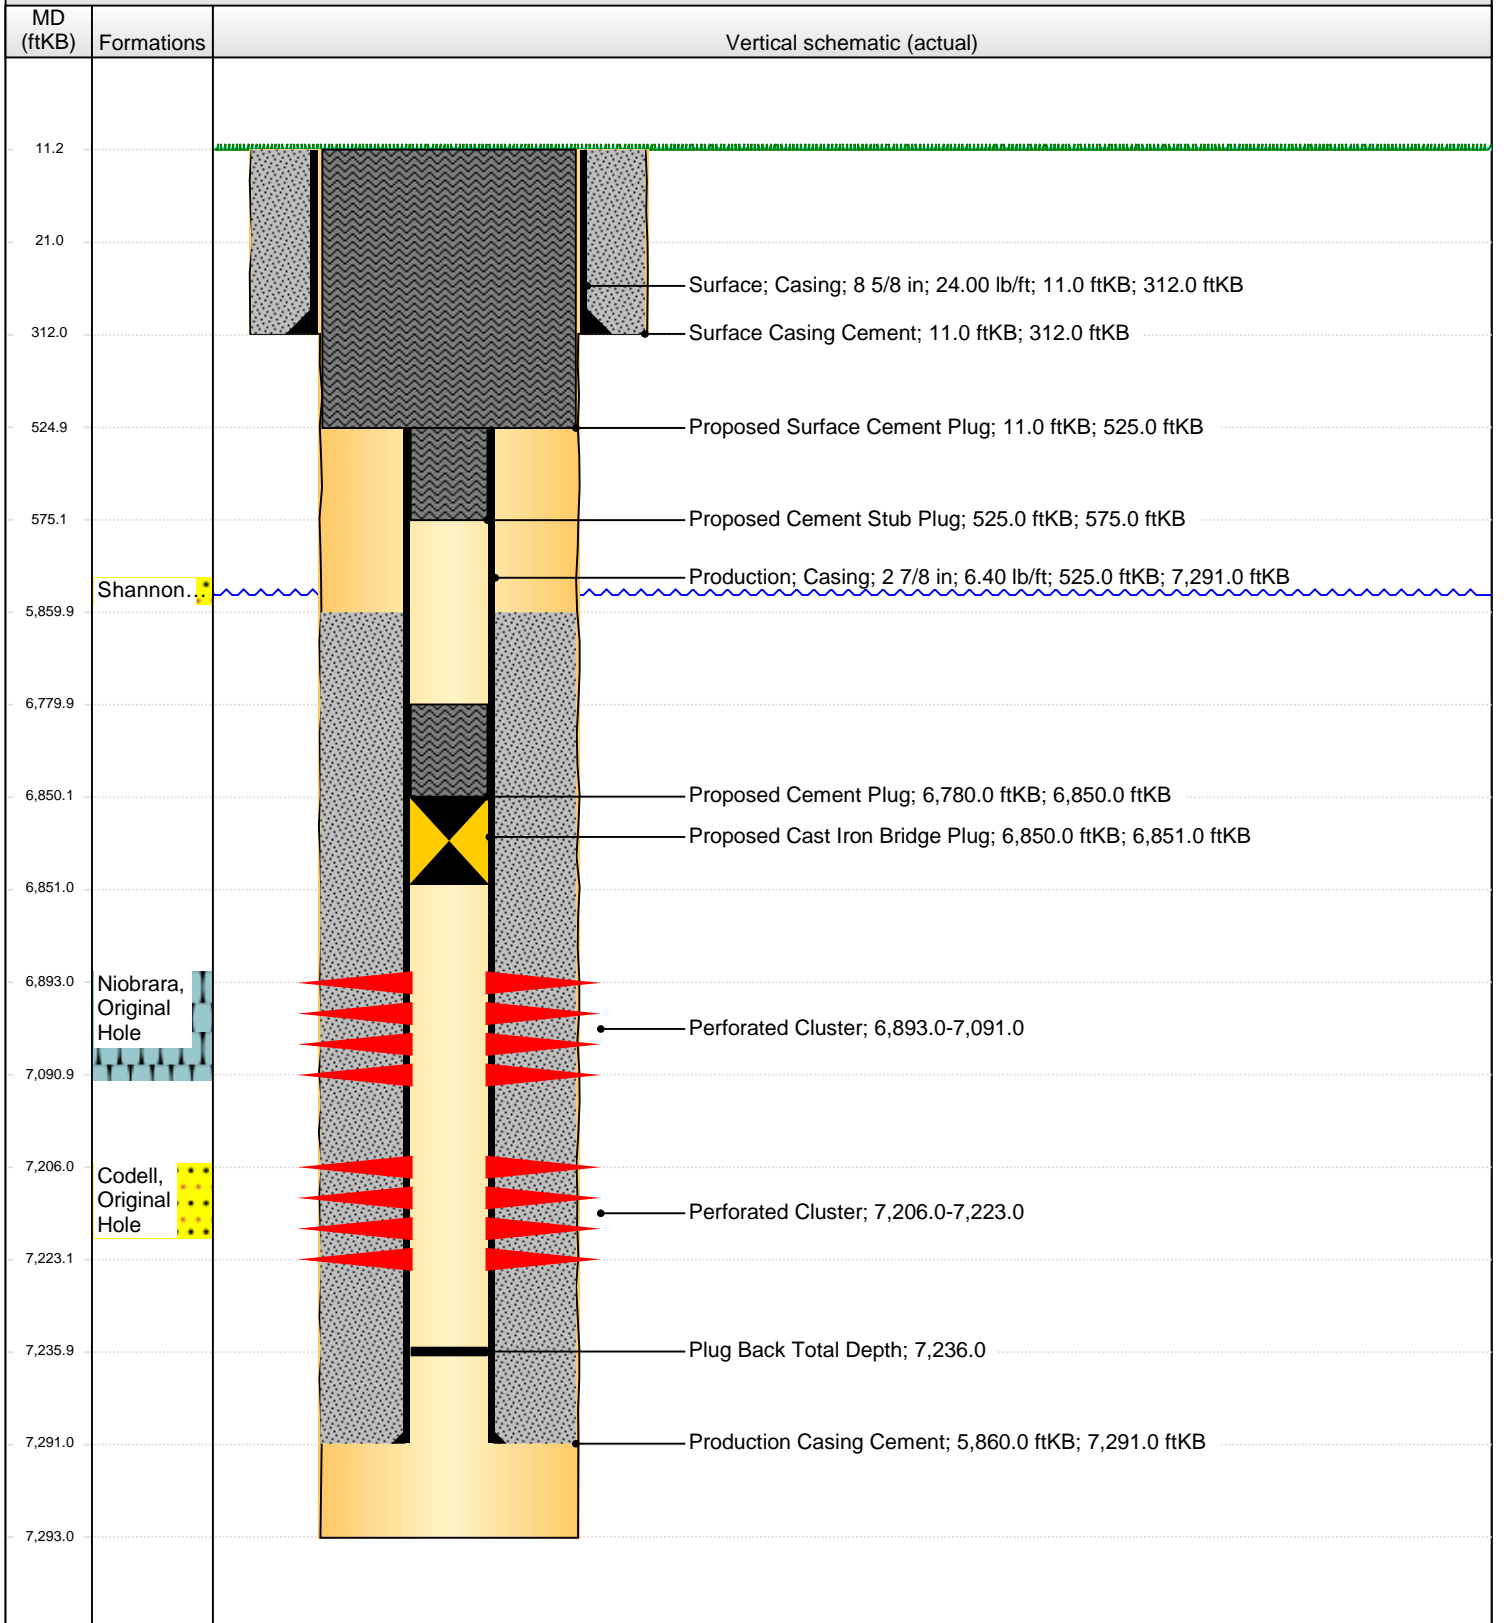 MD
(ftKB)
Formations
Vertical schematic (actual)
11.2
21.0
Surface; Casing; 8 5/8 in; 24.00 lb/ft; 11.0 ftKB; 312.0 ftKB
312.0
Surface Casing Cement; 11.0 ftKB; 312.0 ftKB
524.9
Proposed Surface Cement Plug; 11.0 ftKB; 525.0 ftKB
575.1
Proposed Cement Stub Plug; 525.0 ftKB; 575.0 ftKB
Production; Casing; 2 7/8 in; 6.40 lb/ft; 525.0 ftKB; 7,291.0 ftKB
Shannon...
5,859.9
6,779.9
6,850.1
Proposed Cement Plug; 6,780.0 ftKB; 6,850.0 ftKB
Proposed Cast Iron Bridge Plug; 6,850.0 ftKB; 6,851.0 ftKB
6,851.0
6,893.0
Niobrara,
Original
Hole
Perforated Cluster; 6,893.0-7,091.0
7,090.9
7,206.0
Codell,
Original
Hole
Perforated Cluster; 7,206.0-7,223.0
7,223.1
7,235.9
Plug Back Total Depth; 7,236.0
7,291.0
Production Casing Cement; 5,860.0 ftKB; 7,291.0 ftKB
7,293.0